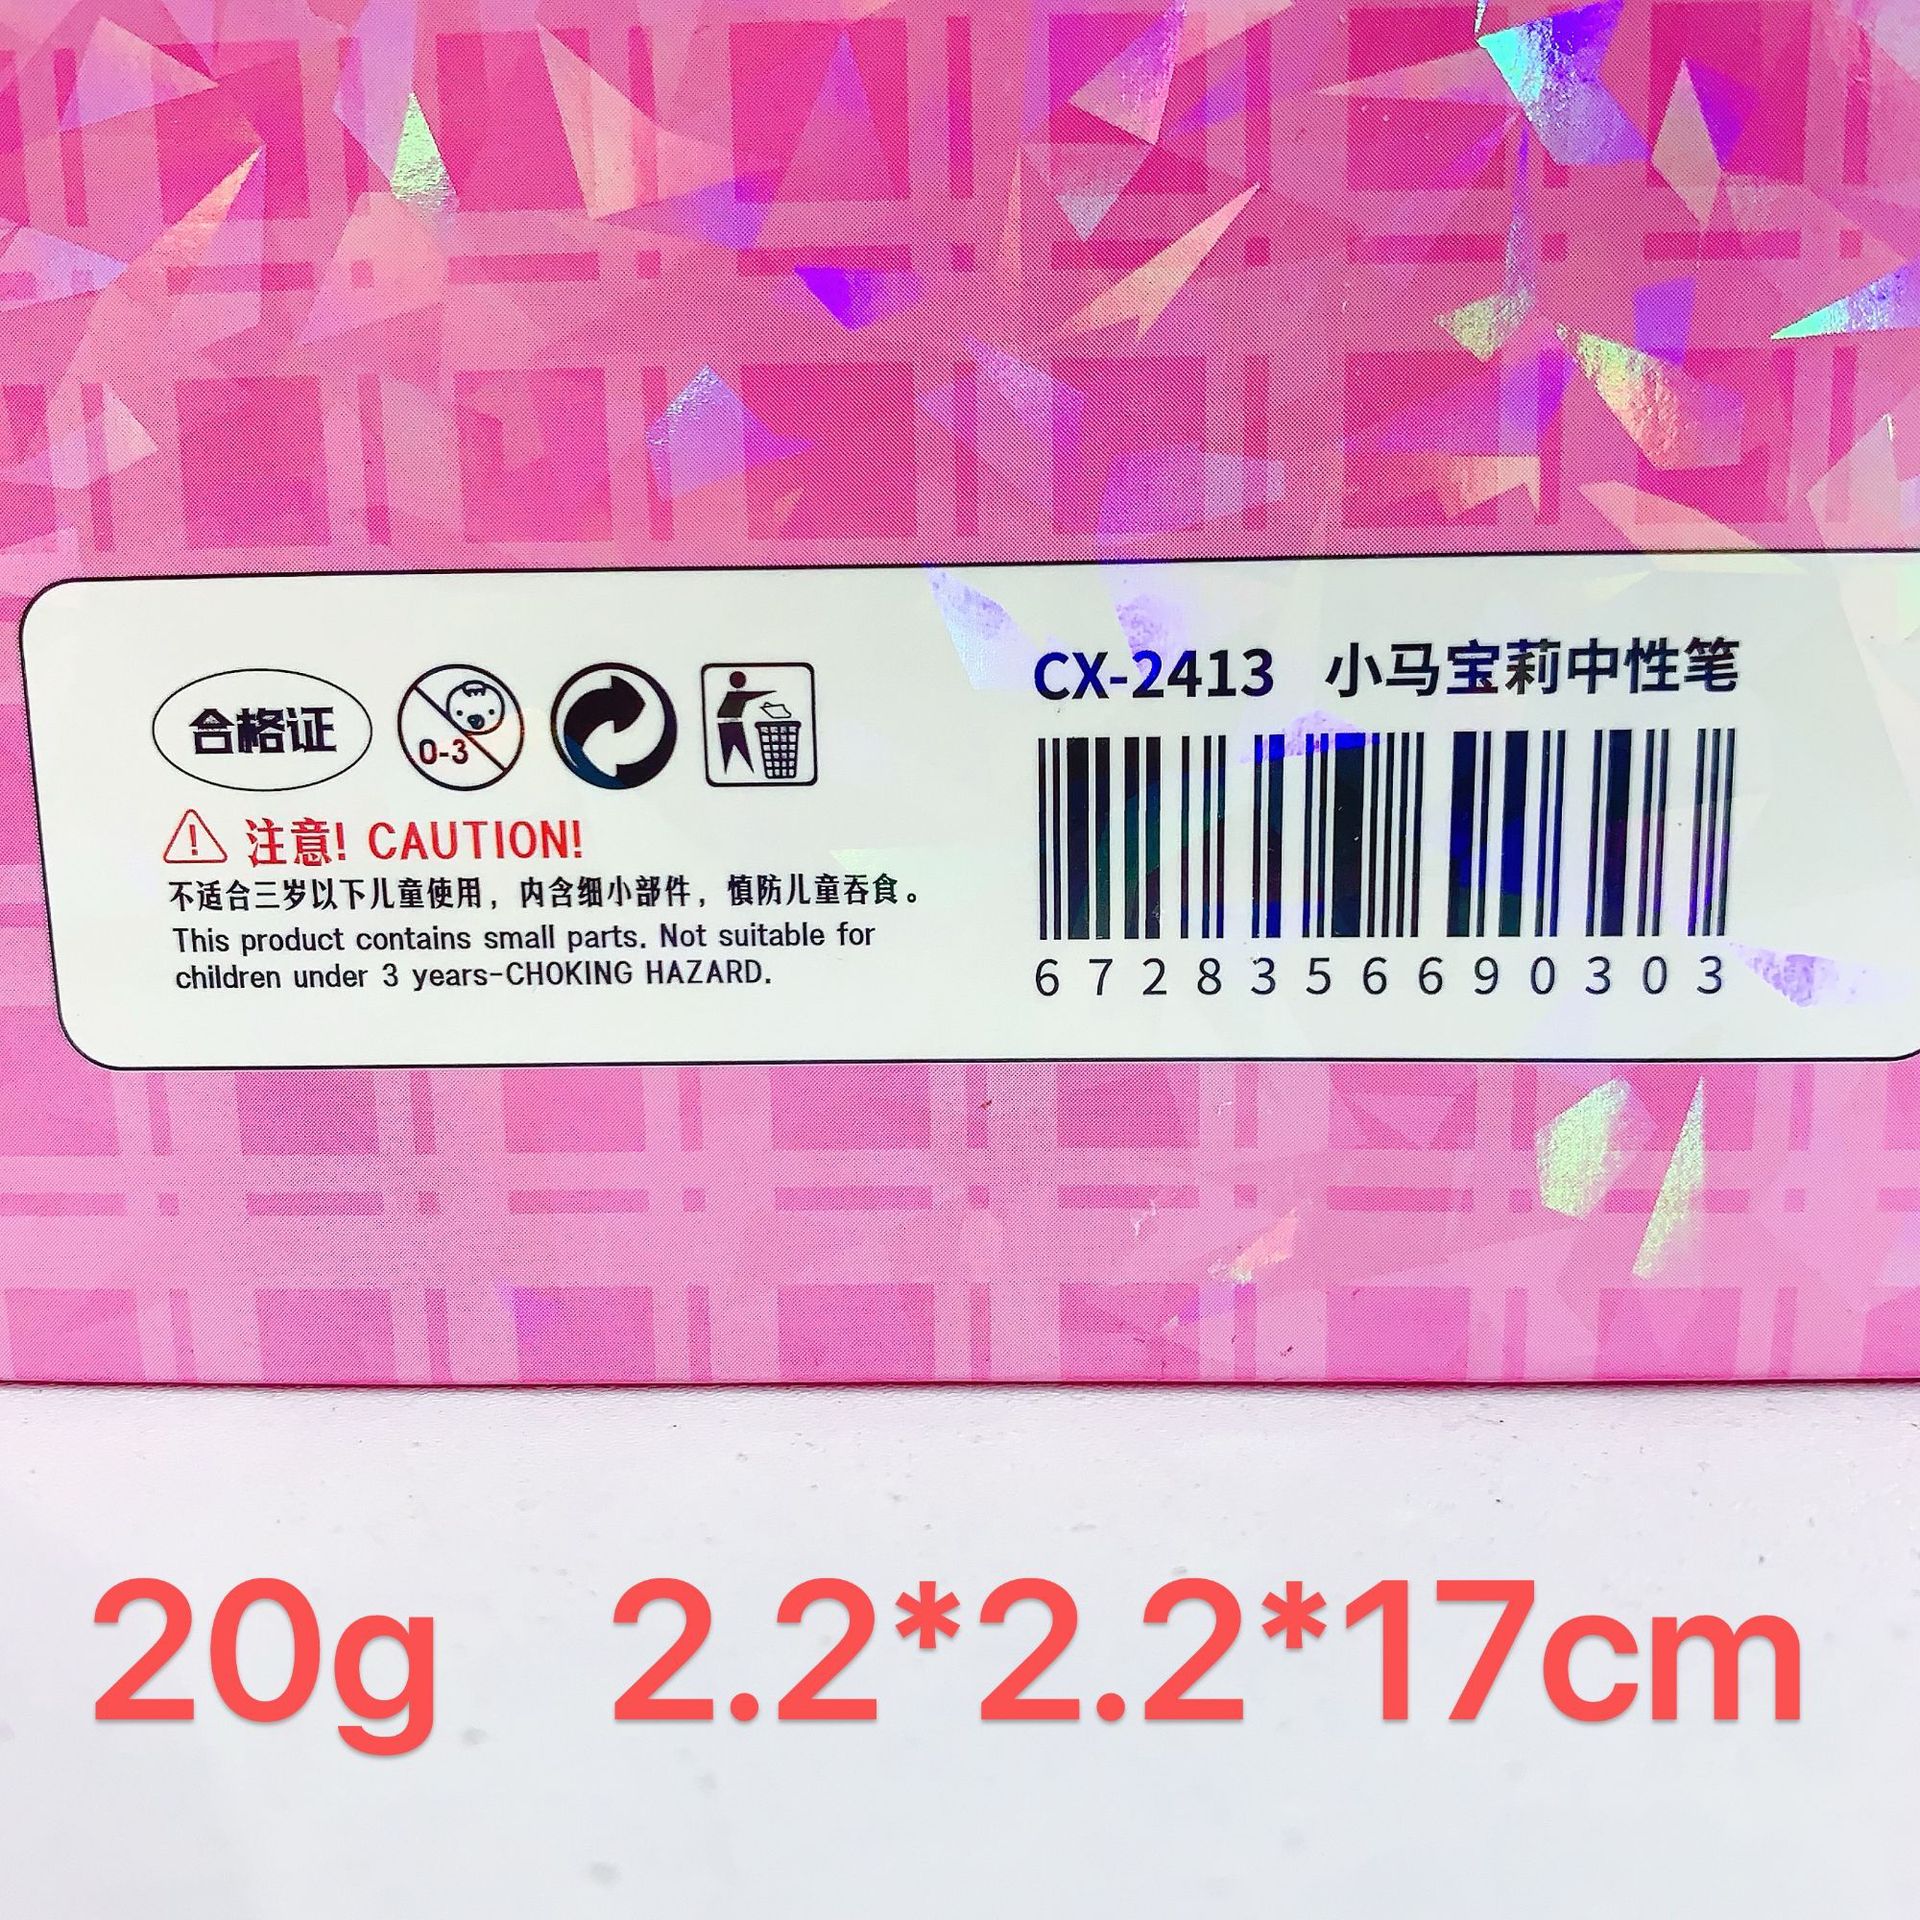 合格证
0-3
注意! CAUTION!
不适合三岁以下儿童使用，内含细小部件，慎防儿童吞食。
This product contains small parts. Not suitable for
children under 3 years-CHOKING HAZARD.
CX-2413 小马宝莉中性笔
6728356690303
20g 2.2*2.2*17cm